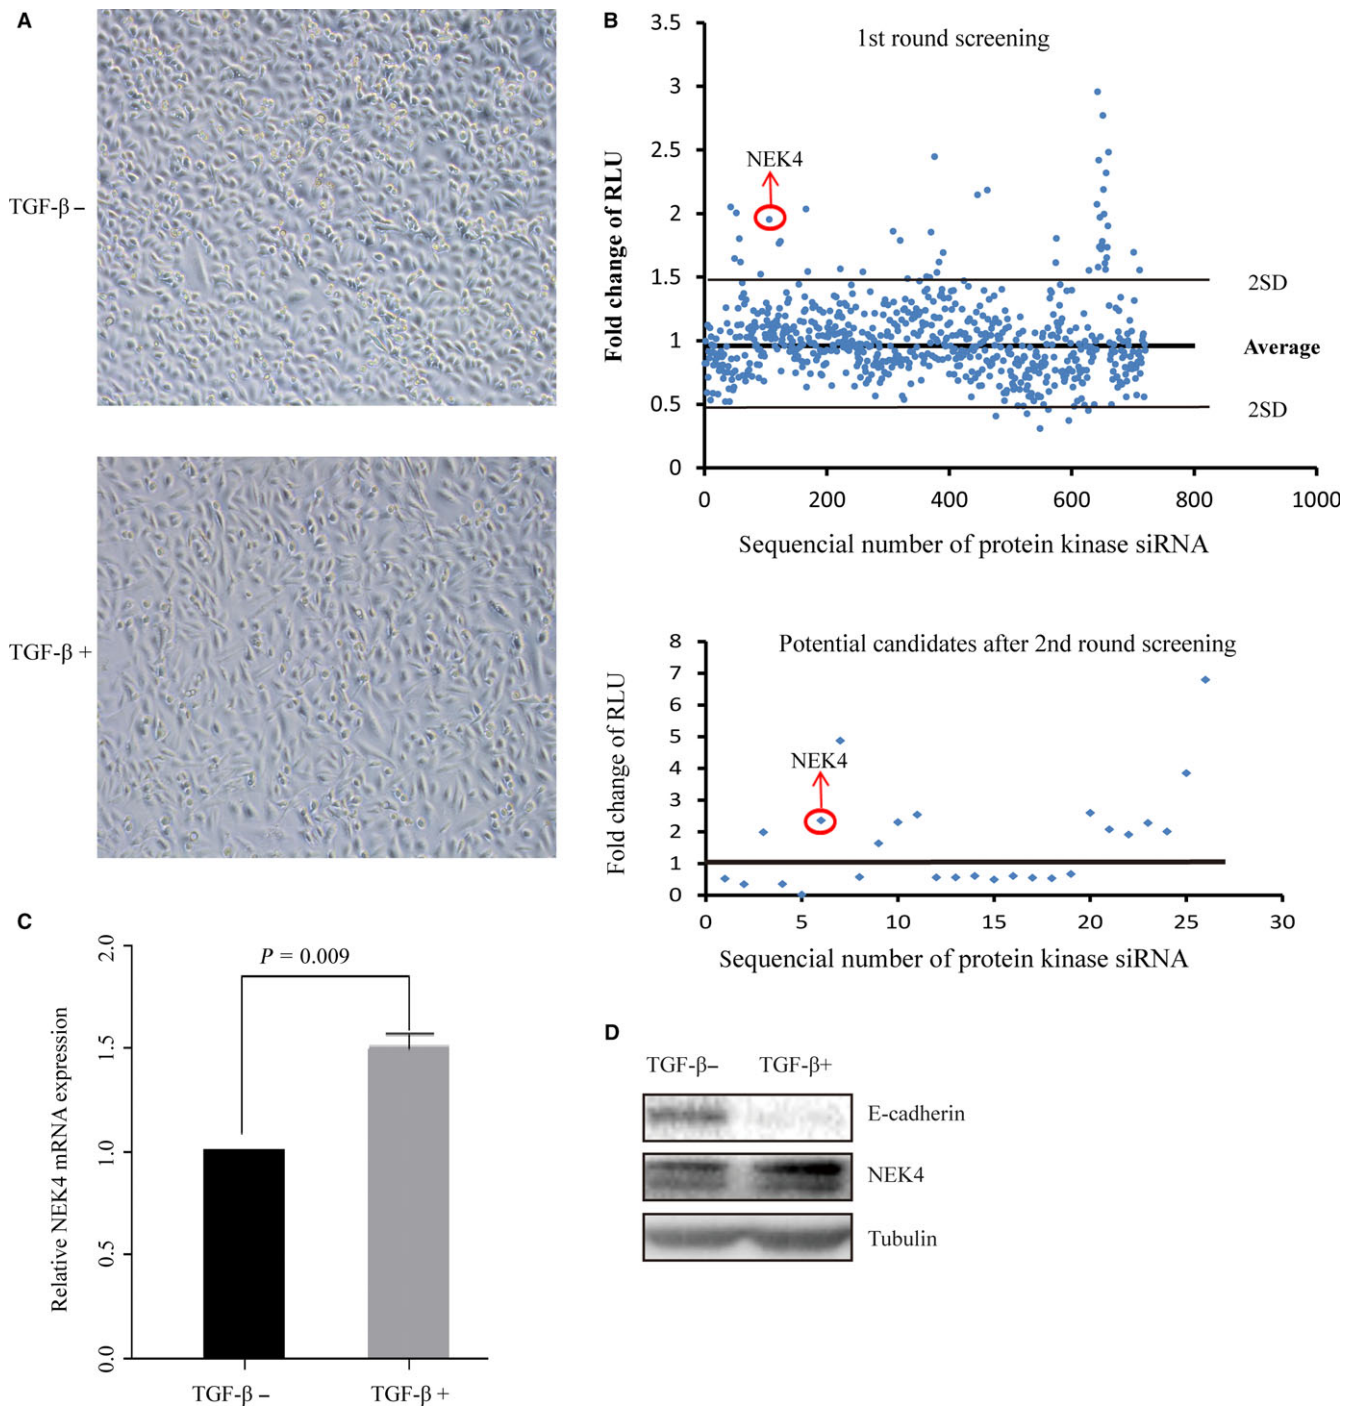 A
TGF-β –
TGF-β +
B
1st round screening
Fold change of RLU
3.5
3
2.5
2
1.5
1
0.5
0
NEK4
2SD
Average
2SD
0 200 400 600 800 1000
Sequencial number of protein kinase siRNA
Potential candidates after 2nd round screening
Fold change of RLU
8
7
6
5
4
3
2
1
0
NEK4
0 5 10 15 20 25 30
Sequencial number of protein kinase siRNA
C
Relative NEK4 mRNA expression
2.0
1.5
1.0
0.5
0.0
P = 0.009
TGF-β – TGF-β +
D
TGF-β– TGF-β+
E-cadherin
NEK4
Tubulin